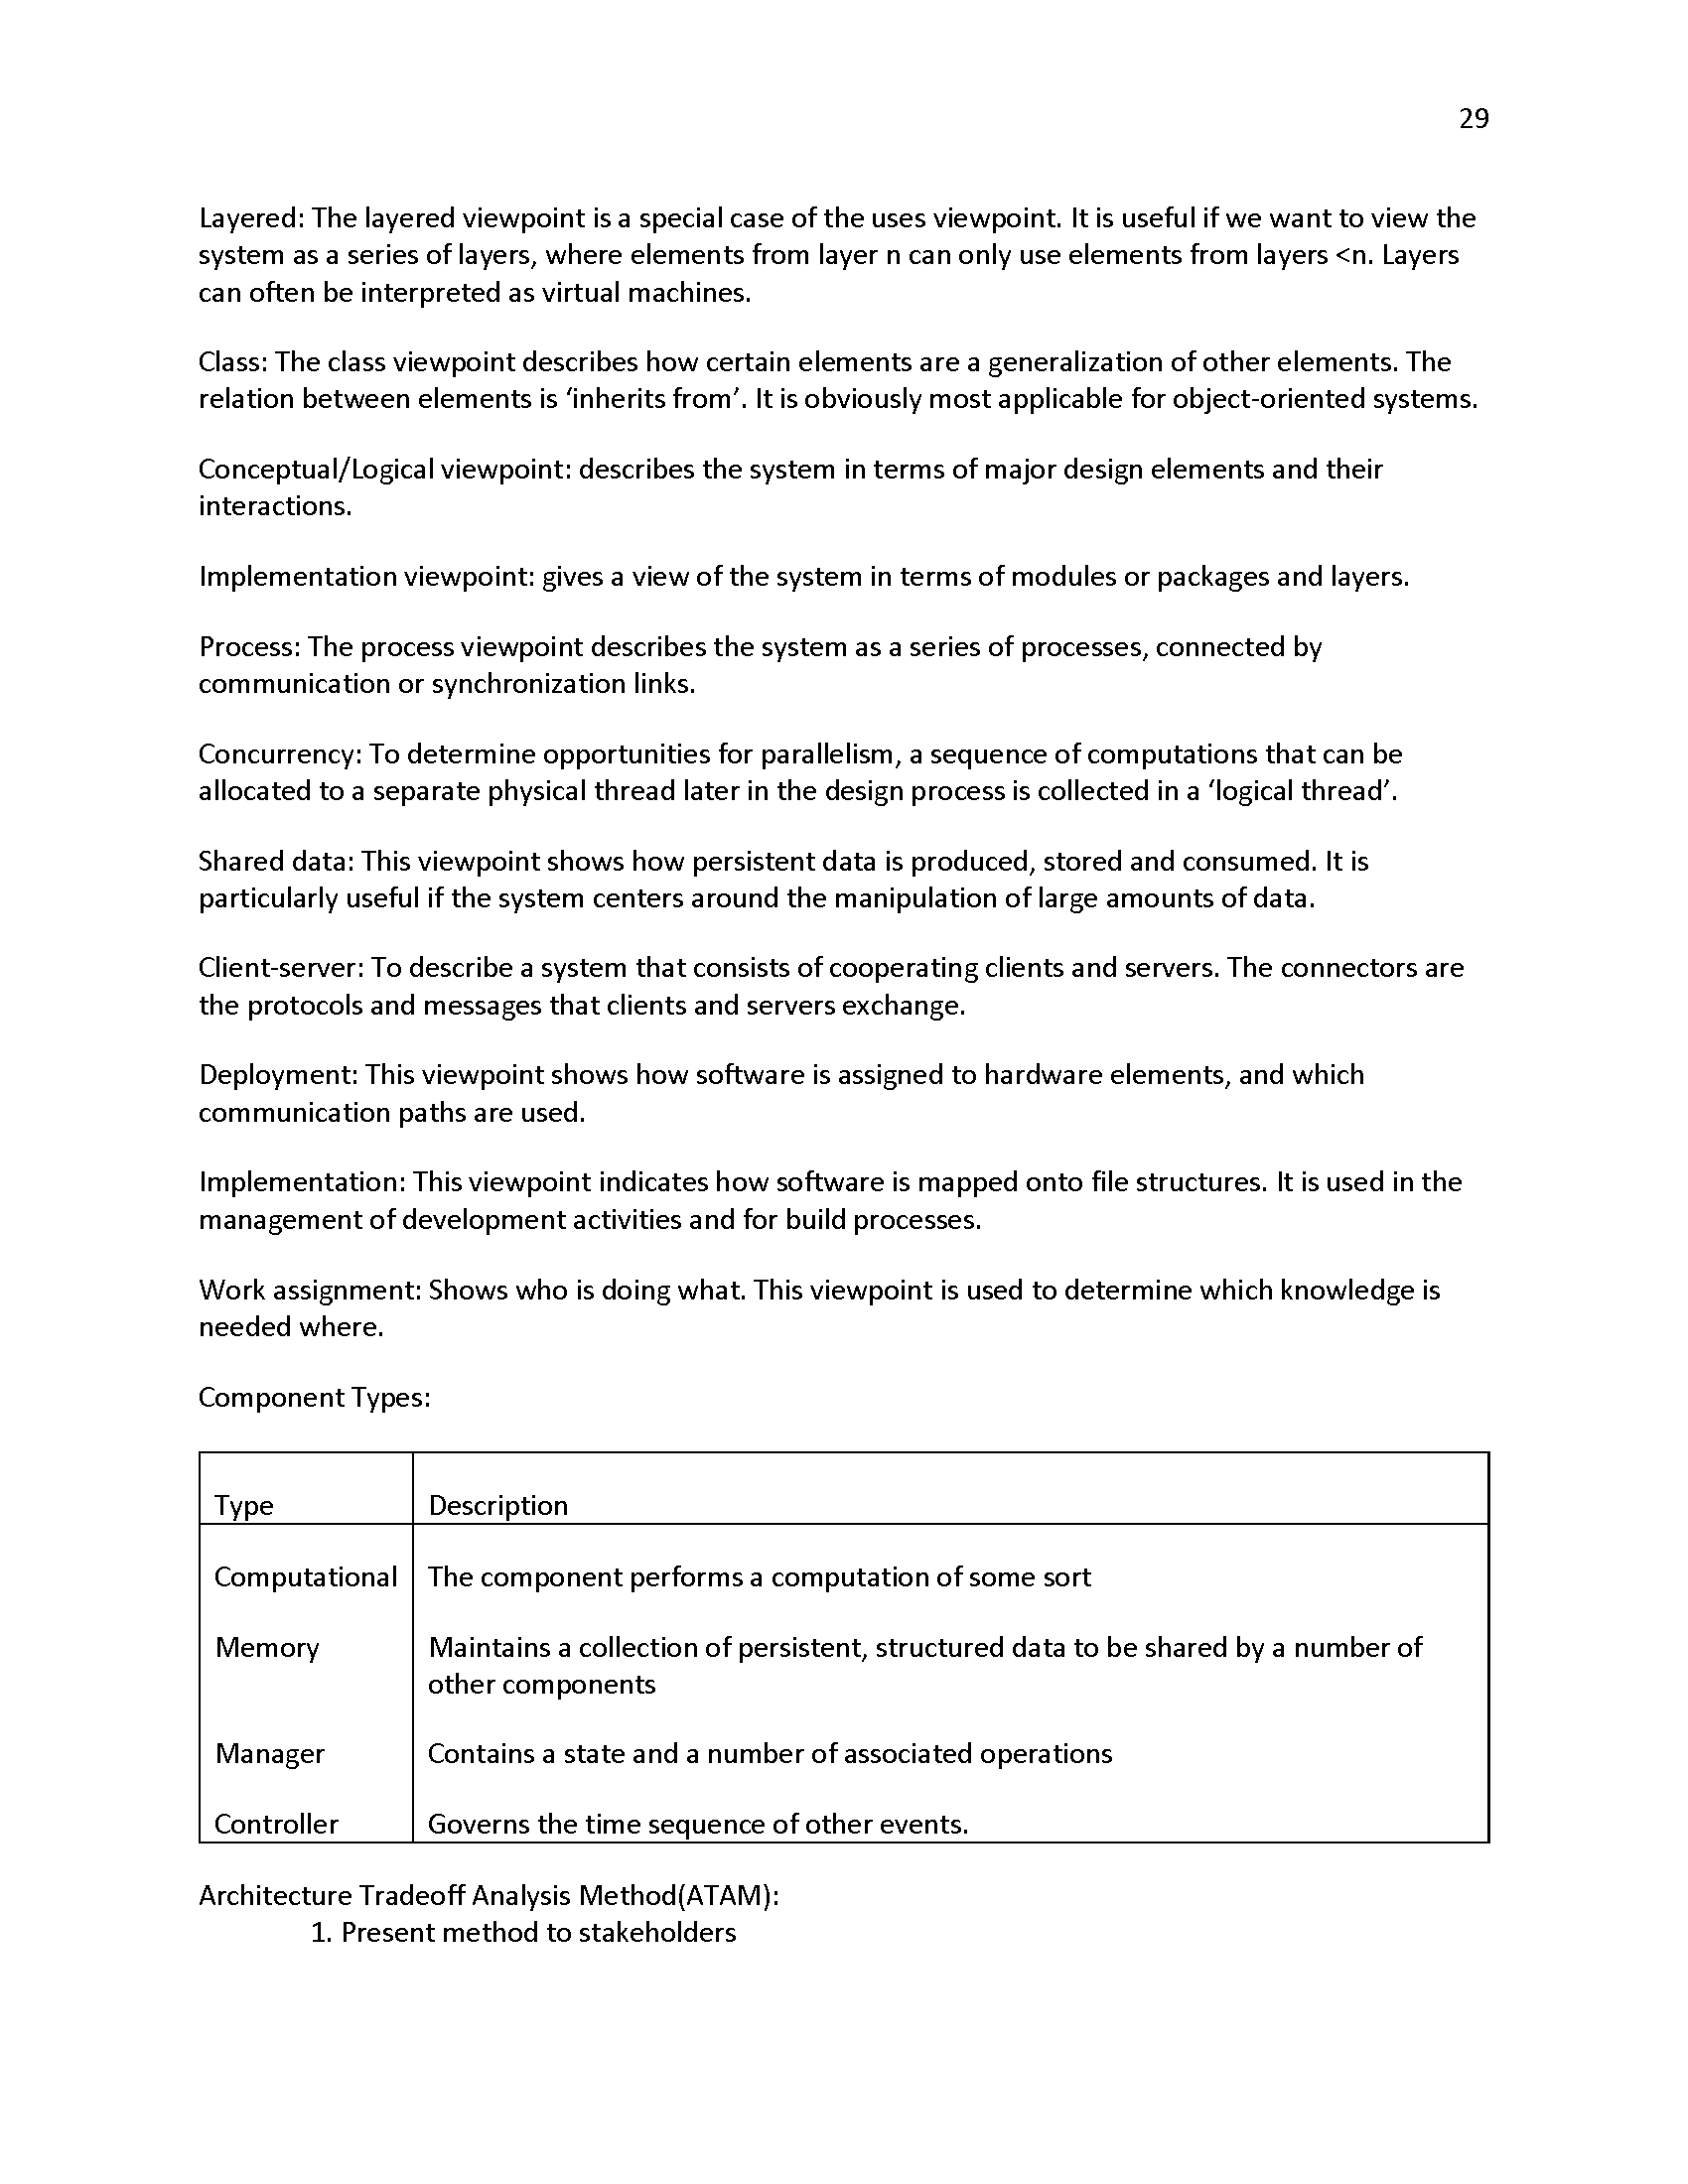 29
Layered: The layered viewpoint is a special case of the uses viewpoint. It is useful if we want to view the
system as a series of layers, where elements from layer n can only use elements from layers <n. Layers
can often be interpreted as virtual machines.
Class: The class viewpoint describes how certain elements are a generalization of other elements. The
relation between elements is ‘inherits from’. It is obviously most applicable for object-oriented systems.
Conceptual/Logical viewpoint: describes the system in terms of major design elements and their
interactions.
Implementation viewpoint: gives a view of the system in terms of modules or packages and layers.
Process: The process viewpoint describes the system as a series of processes, connected by
communication or synchronization links.
Concurrency: To determine opportunities for parallelism, a sequence of computations that can be
allocated to a separate physical thread later in the design process is collected in a ‘logical thread’.
Shared data: This viewpoint shows how persistent data is produced, stored and consumed. It is
particularly useful if the system centers around the manipulation of large amounts of data.
Client-server: To describe a system that consists of cooperating clients and servers. The connectors are
the protocols and messages that clients and servers exchange.
Deployment: This viewpoint shows how software is assigned to hardware elements, and which
communication paths are used.
Implementation: This viewpoint indicates how software is mapped onto file structures. It is used in the
management of development activities and for build processes.
Work assignment: Shows who is doing what. This viewpoint is used to determine which knowledge is
needed where.
Component Types:
Type Description
Computational The component performs a computation of some sort
Memory Maintains a collection of persistent, structured data to be shared by a number of
other components
Manager Contains a state and a number of associated operations
Controller Governs the time sequence of other events.
Architecture Tradeoff Analysis Method(ATAM):
1. Present method to stakeholders